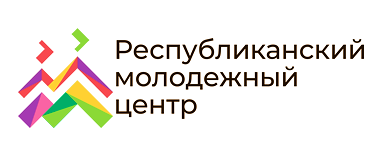 Республиканский
молодежный
центр